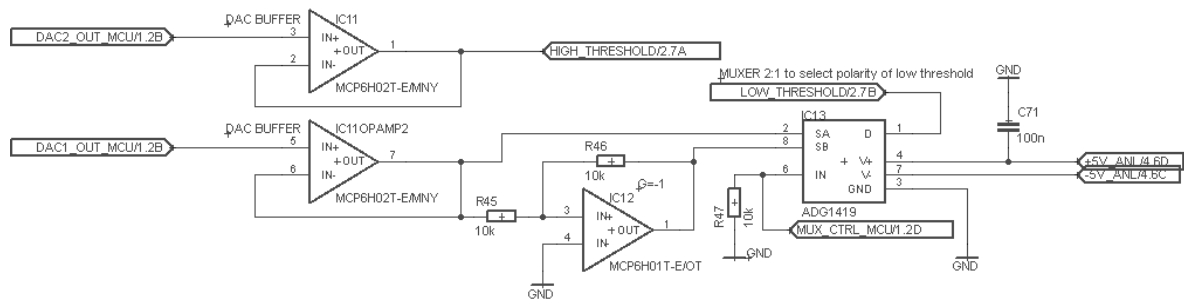 DAC BUFFER
IC11
DAC2_OUT_MCU/1.2B
3
IN+
+OUT
1
HIGH_THRESHOLD/2.7A
2
IN-
MCP6H02T-E/MNY
MUXER 2:1 to select polarity of low threshold
LOW_THRESHOLD/2.7B
GND
C71
100n
DAC BUFFER
IC11OPAMP2
IC13
DAC1_OUT_MCU/1.2B
5
IN+
+OUT
7
6
IN-
MCP6H02T-E/MNY
2
SA
D
1
8
SB
+
V+
4
+5V_ANL/4.6D
6
IN
V-
7
-5V_ANL/4.6C
GND
3
ADG1419
R46
10k
G=-1
R45
10k
IC12
3
IN+
+OUT
1
4
IN-
MCP6H01T-E/OT
GND
R47
10k
GND
MUX_CTRL_MCU/1.2D
GND